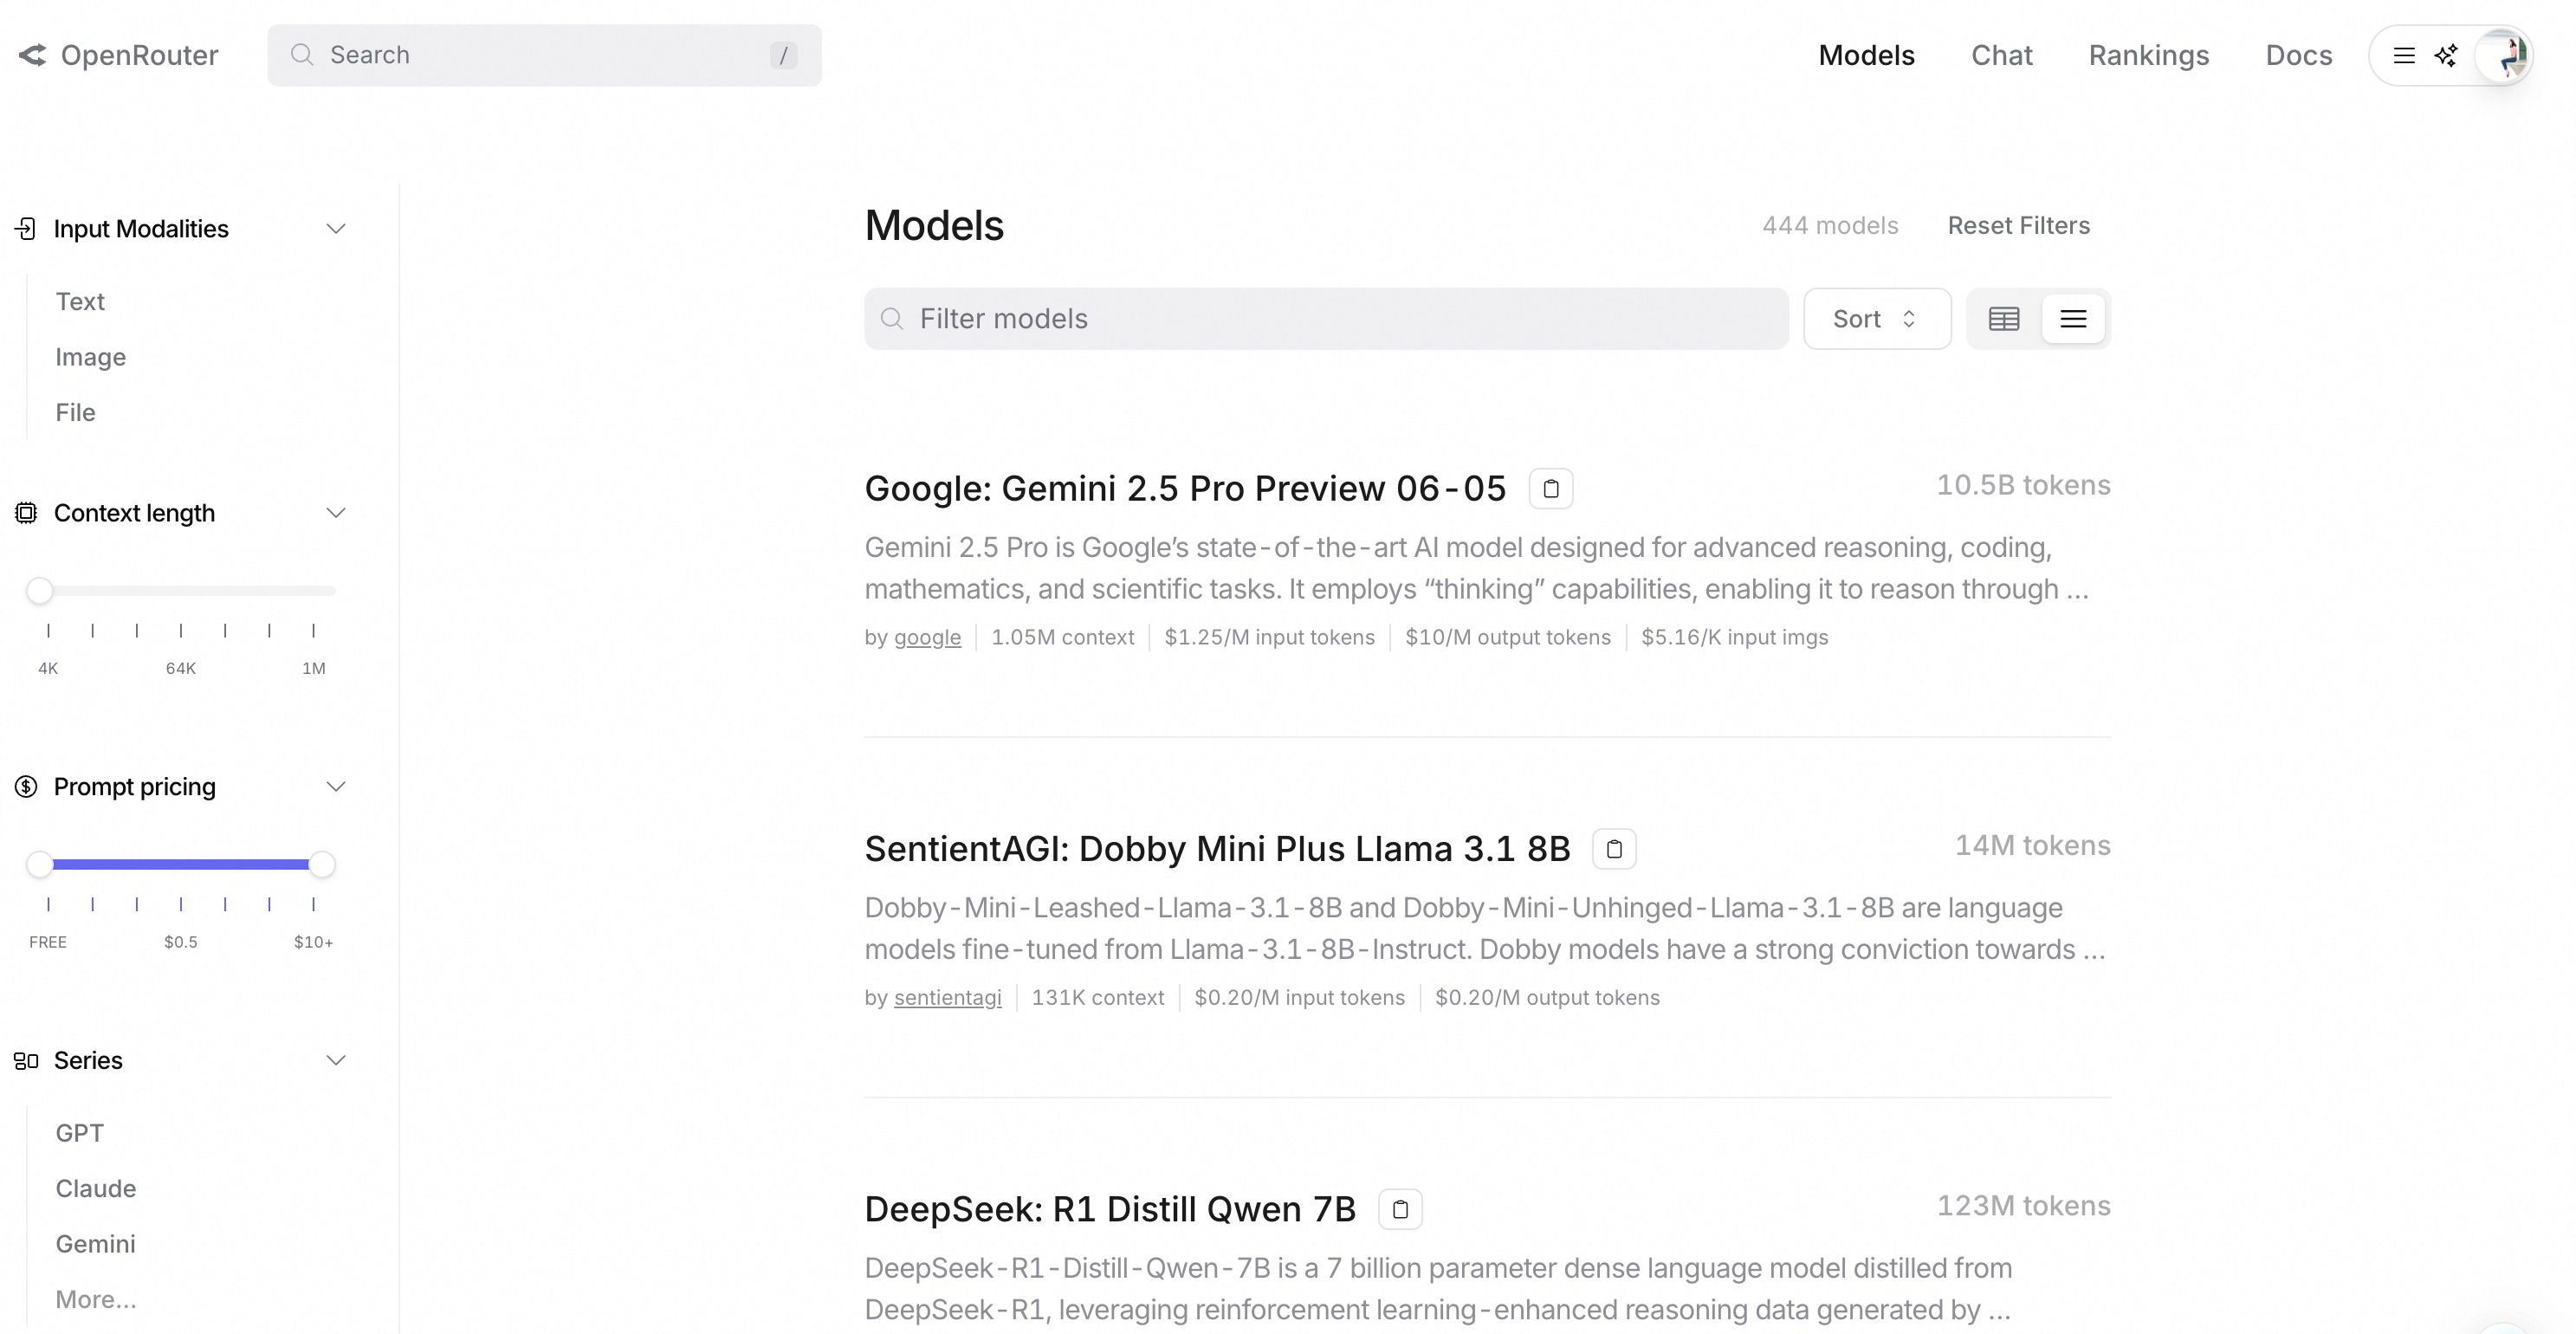 OpenRouter
Search
/
Models
Chat
Rankings
Docs
Input Modalities
Text
Image
File
Context length
4K
64K
1M
Prompt pricing
FREE
$0.5
$10+
Series
GPT
Claude
Gemini
More...
Models
444 models
Reset Filters
Filter models
Sort
Google: Gemini 2.5 Pro Preview 06-05
10.5B tokens
Gemini 2.5 Pro is Google’s state-of-the-art AI model designed for advanced reasoning, coding,
mathematics, and scientific tasks. It employs “thinking” capabilities, enabling it to reason through ...
by google | 1.05M context | $1.25/M input tokens | $10/M output tokens | $5.16/K input imgs
SentientAGI: Dobby Mini Plus Llama 3.1 8B
14M tokens
Dobby-Mini-Leashed-Llama-3.1-8B and Dobby-Mini-Unhinged-Llama-3.1-8B are language
models fine-tuned from Llama-3.1-8B-Instruct. Dobby models have a strong conviction towards ...
by sentientagi | 131K context | $0.20/M input tokens | $0.20/M output tokens
DeepSeek: R1 Distill Qwen 7B
123M tokens
DeepSeek-R1-Distill-Qwen-7B is a 7 billion parameter dense language model distilled from
DeepSeek-R1, leveraging reinforcement learning-enhanced reasoning data generated by ...